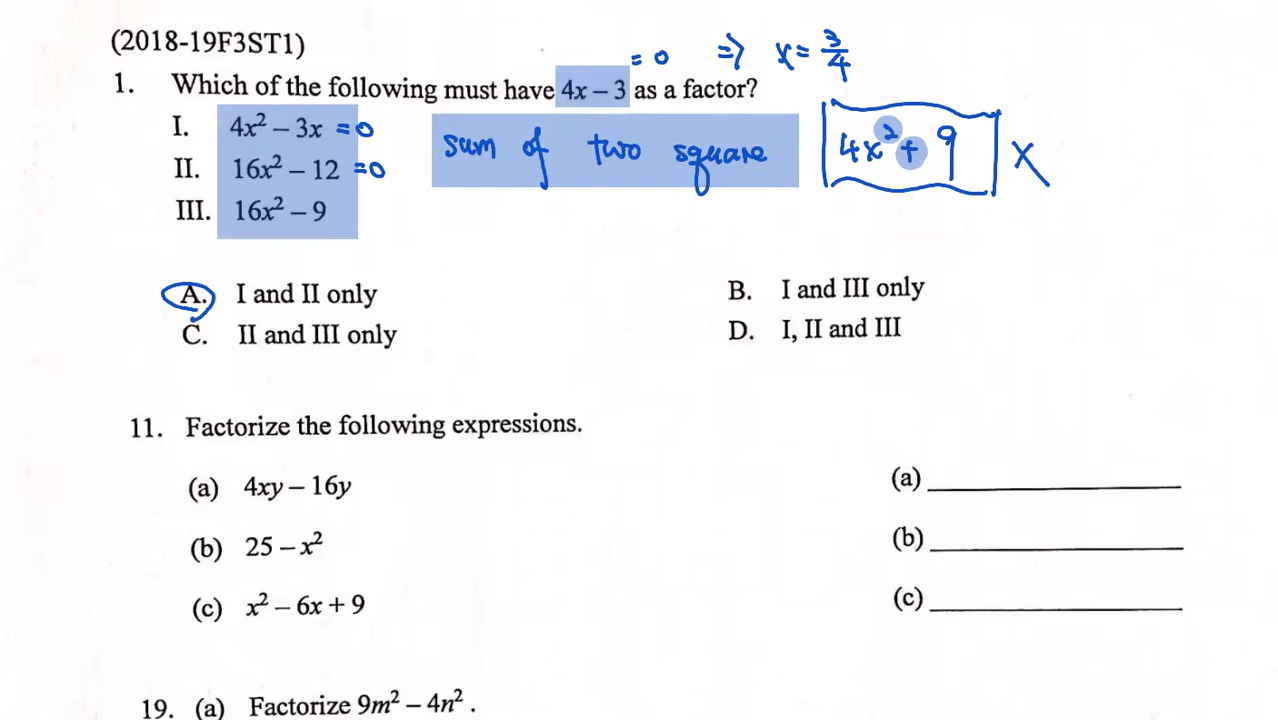 (2018-19F3ST1)
= 0 ⇒ x = 3/4
1. Which of the following must have 4x – 3 as a factor?
I. 4x² – 3x = 0
II. 16x² – 12 = 0
III. 16x² – 9
sum of two square
4x² + 9 X
A. I and II only
B. I and III only
C. II and III only
D. I, II and III
11. Factorize the following expressions.
(a) 4xy – 16y
(a)
(b) 25 – x²
(b)
(c) x² – 6x + 9
(c)
19. (a) Factorize 9m² – 4n².